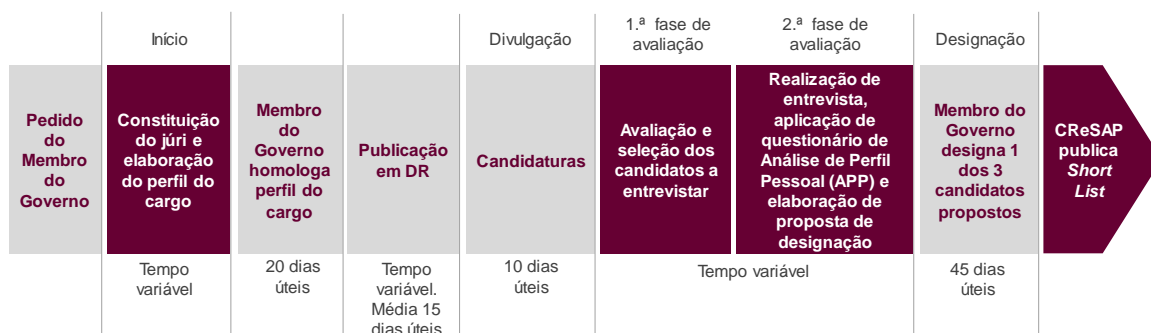 Início
Divulgação
1.ª fase de
avaliação
2.ª fase de
avaliação
Designação
Pedido
do
Membro
do
Governo
Constituição
do júri e
elaboração
do perfil do
cargo
Membro
do
Governo
homologa
perfil do
cargo
Publicação
em DR
Candidaturas
Avaliação e
seleção dos
candidatos a
entrevistar
Realização de
entrevista,
aplicação de
questionário de
Análise de Perfil
Pessoal (APP) e
elaboração de
proposta de
designação
Membro do
Governo
designa 1
dos 3
candidatos
propostos
CReSAP
publica
Short
List
Tempo
variável
20 dias
úteis
Tempo
variável.
Média 15
dias úteis
10 dias
úteis
Tempo variável
45 dias
úteis